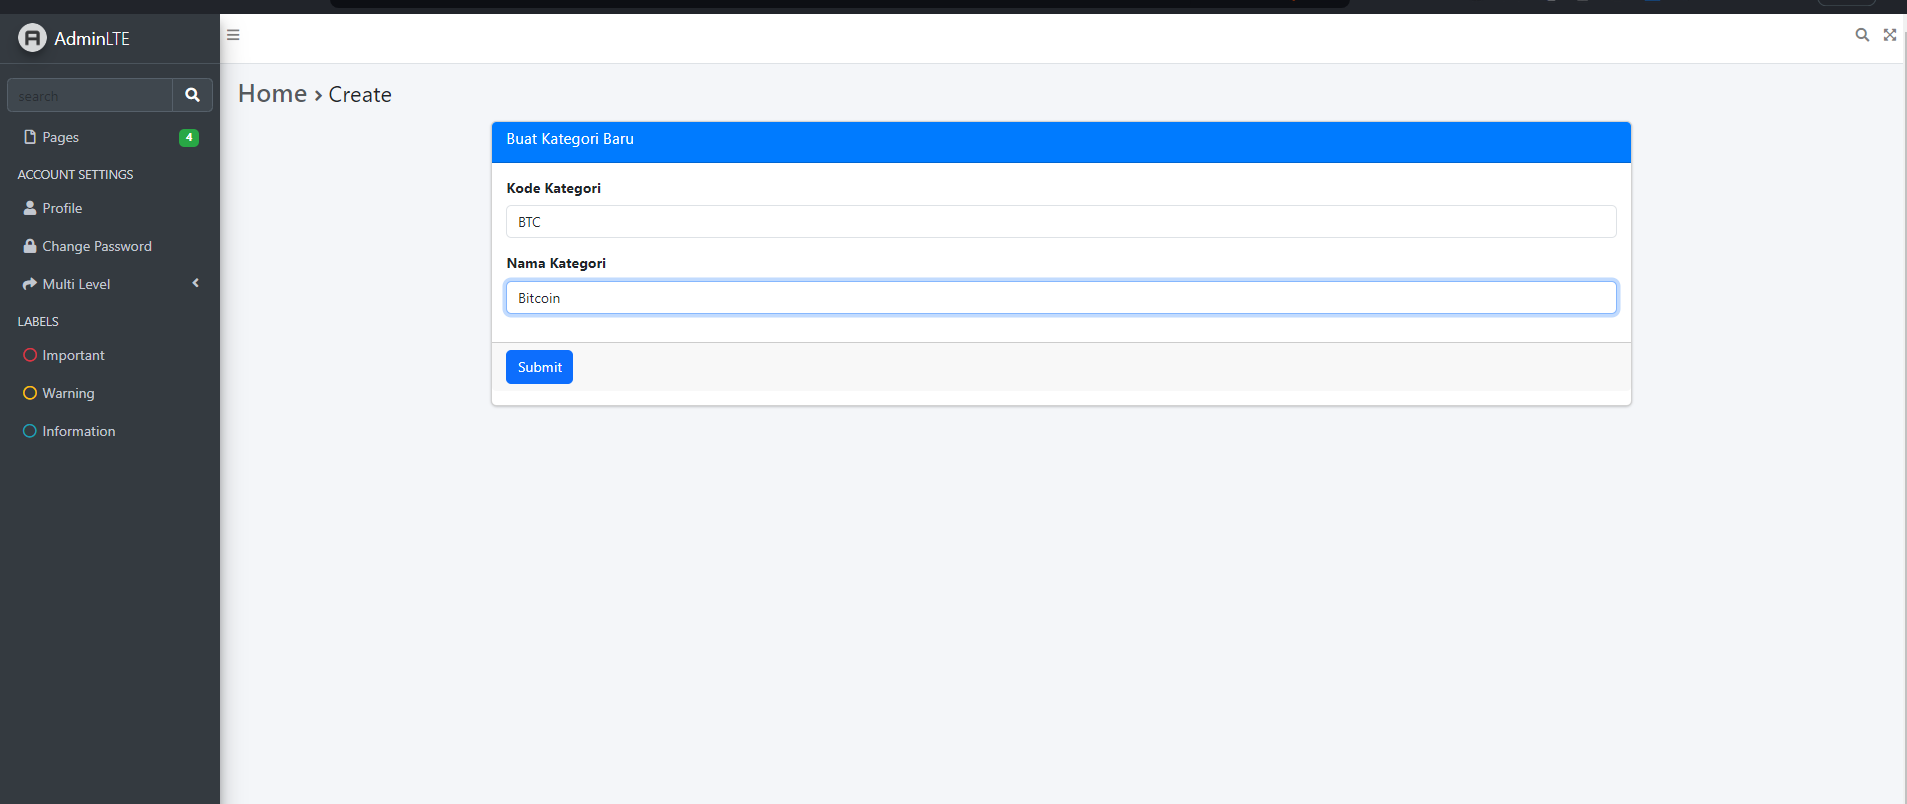 AdminLTE
search
Pages 4
ACCOUNT SETTINGS
Profile
Change Password
Multi Level
LABELS
Important
Warning
Information
Home > Create
Buat Kategori Baru
Kode Kategori
BTC
Nama Kategori
Bitcoin
Submit